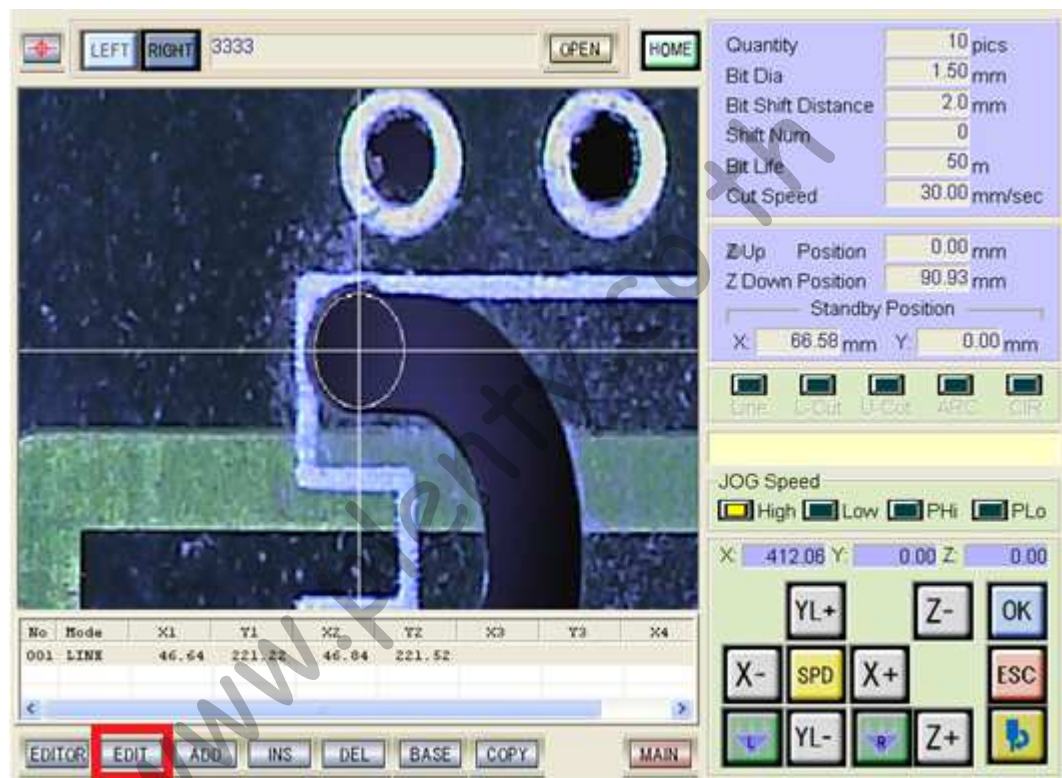 LEFT RIGHT 3333 OPEN HOME
Quantity 10 pics
Bit Dia 1.50 mm
Bit Shift Distance 2.0 mm
Shift Num 0
Bit Life 50 m
Cut Speed 30.00 mm/sec
Z Up Position 0.00 mm
Z Down Position 90.93 mm
Standby Position
X: 66.58 mm Y: 0.00 mm
Line L-Cut U-Cut ARC CIR
JOG Speed
High Low PHi PLo
X: 412.06 Y: 0.00 Z: 0.00
YL+ Z- OK
X- SPD X+ ESC
L YL- R Z+
No Mode X1 Y1 X2 Y2 X3 Y3 X4
001 LINE 46.64 221.22 46.84 221.52
EDITOR EDIT ADD INS DEL BASE COPY MAIN